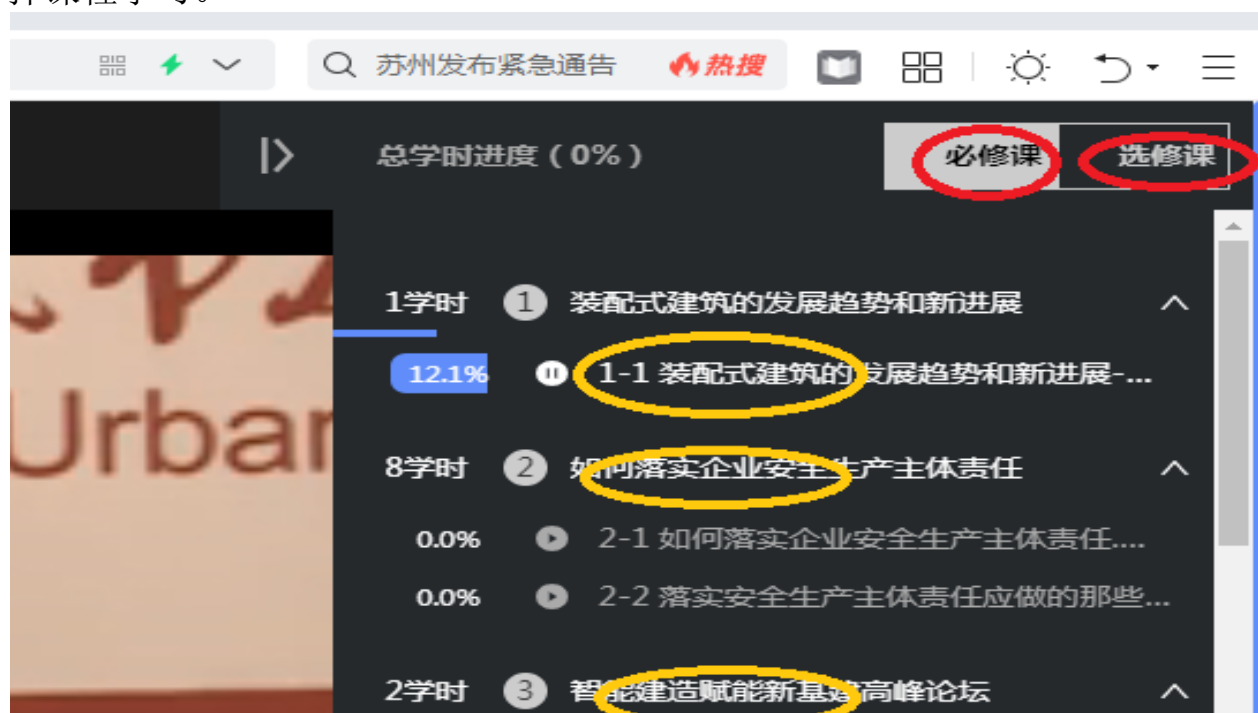 苏州发布紧急通告 热搜
总学时进度（0%） 必修课 选修课
1学时 1 装配式建筑的发展趋势和新进展
12.1% 1-1 装配式建筑的发展趋势和新进展-...
Urban
8学时 2 如何落实企业安全生产主体责任
0.0% 2-1 如何落实企业安全生产主体责任....
0.0% 2-2 落实安全生产主体责任应做的那些...
2学时 3 智能建造赋能新基建高峰论坛